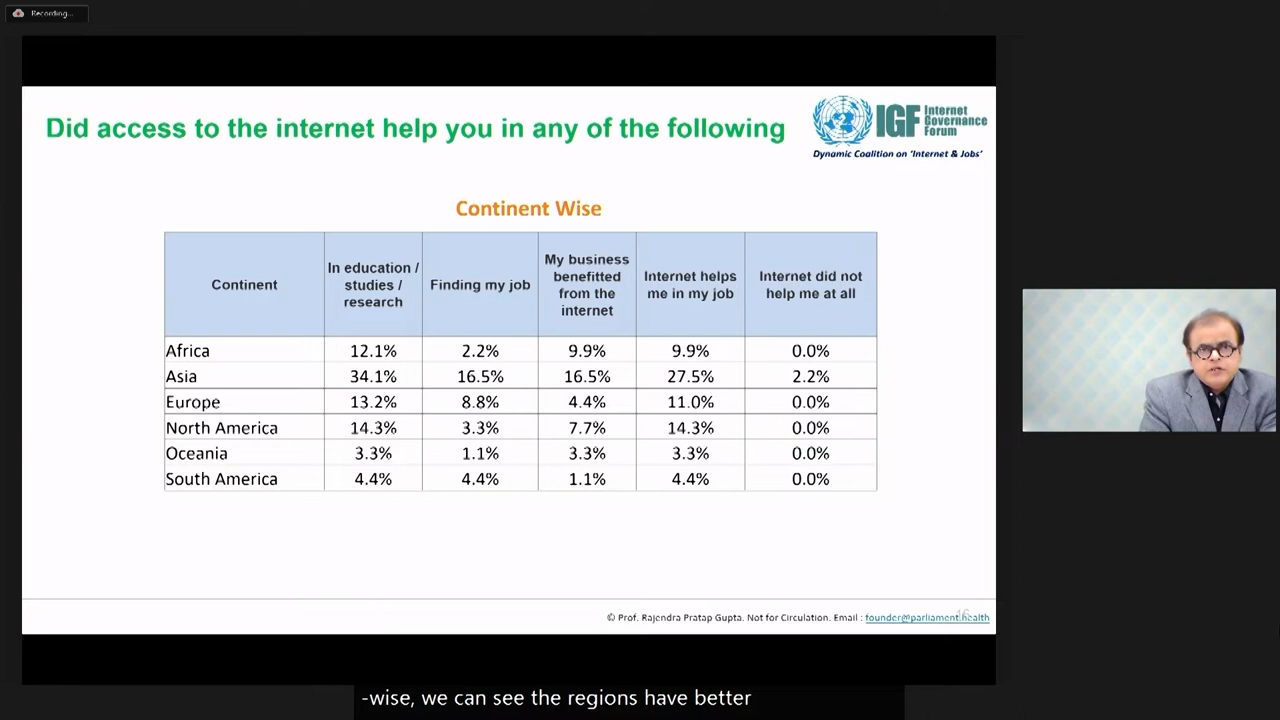 Recording...
Did access to the internet help you in any of the following
IGF Internet
Governance
Forum
Dynamic Coalition on 'Internet & Jobs'
Continent Wise
Continent
In education /
studies /
research
Finding my job
My business
benefitted
from the
internet
Internet helps
me in my job
Internet did not
help me at all
Africa 12.1% 2.2% 9.9% 9.9% 0.0%
Asia 34.1% 16.5% 16.5% 27.5% 2.2%
Europe 13.2% 8.8% 4.4% 11.0% 0.0%
North America 14.3% 3.3% 7.7% 14.3% 0.0%
Oceania 3.3% 1.1% 3.3% 3.3% 0.0%
South America 4.4% 4.4% 1.1% 4.4% 0.0%
16
© Prof. Rajendra Pratap Gupta. Not for Circulation. Email : founder@parliament.health
-wise, we can see the regions have better